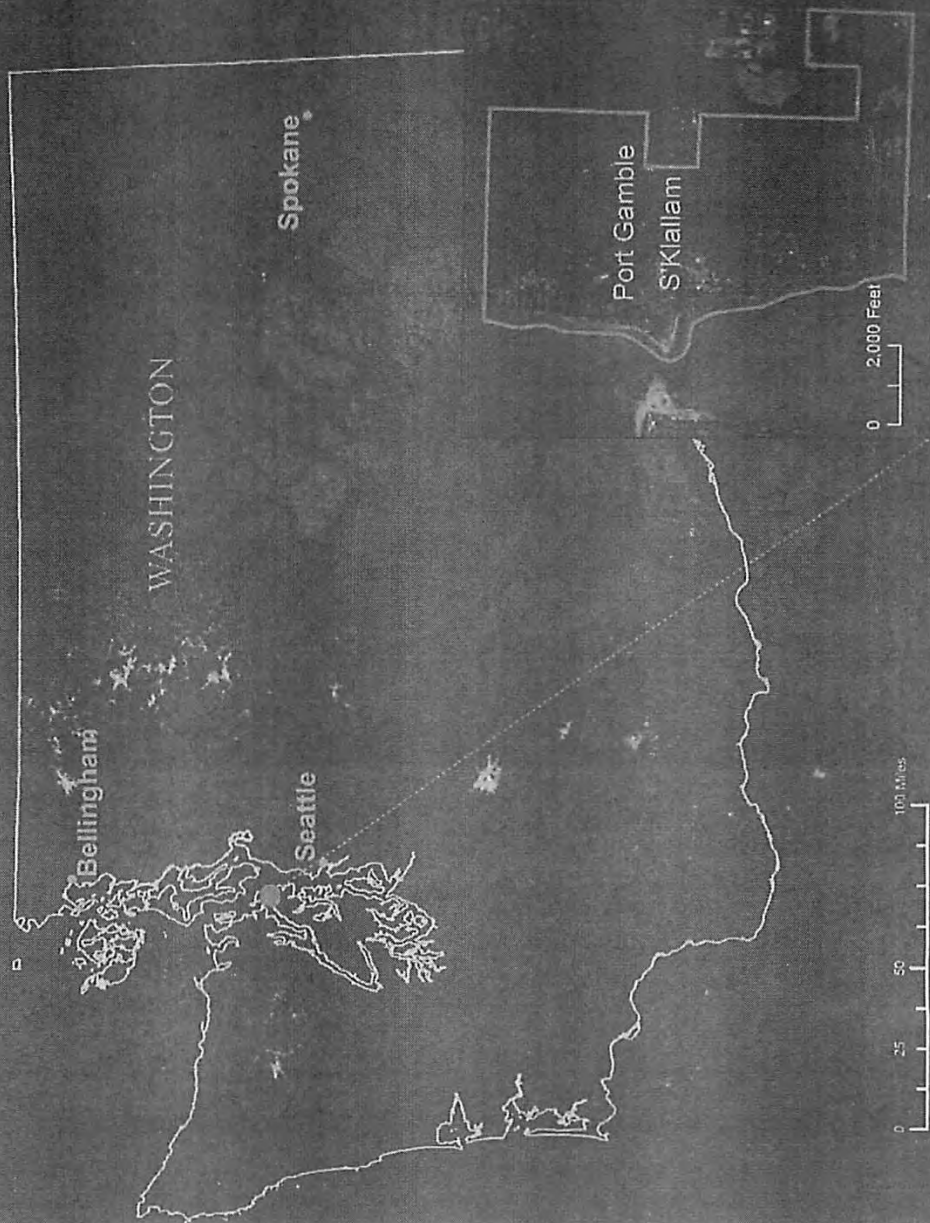 WASHINGTON
Bellingham
Seattle
Spokane
Port Gamble
S'Klallam
0 2,000 Feet
0 25 50 100 Miles